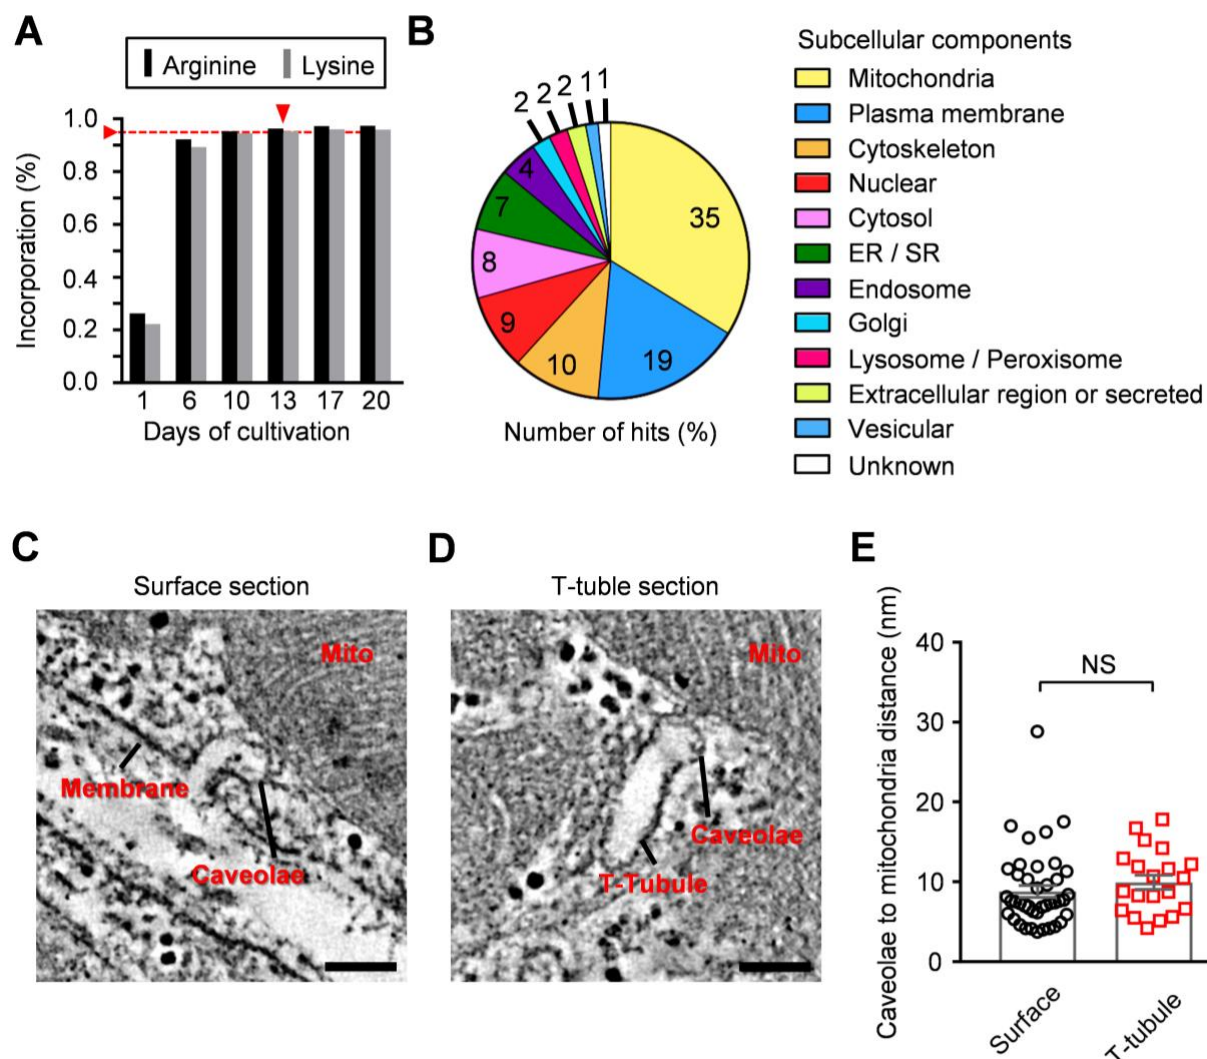 A
Arginine
Lysine
Incorporation (%)
1.0
0.8
0.6
0.4
0.2
0.0
1 6 10 13 17 20
Days of cultivation
B
35
19
10
9
8
7
4
2
2
2
1
1
Number of hits (%)
Subcellular components
Mitochondria
Plasma membrane
Cytoskeleton
Nuclear
Cytosol
ER / SR
Endosome
Golgi
Lysosome / Peroxisome
Extracellular region or secreted
Vesicular
Unknown
C
Surface section
Mito
Membrane
Caveolae
D
T-tuble section
Mito
Caveolae
T-Tubule
E
Caveolae to mitochondria distance (nm)
40
30
20
10
0
NS
Surface
T-tubule